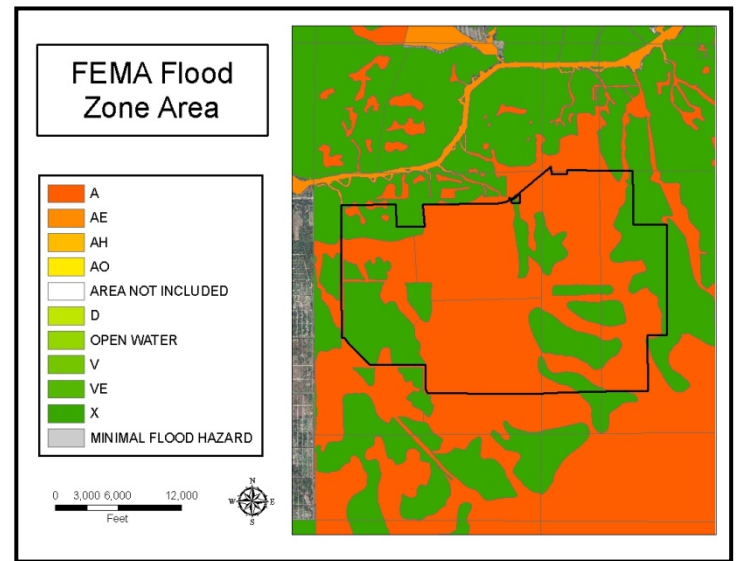 FEMA Flood
Zone Area
A
AE
AH
AO
AREA NOT INCLUDED
D
OPEN WATER
V
VE
X
MINIMAL FLOOD HAZARD
0 3,000 6,000 12,000
Feet
N
W E
S